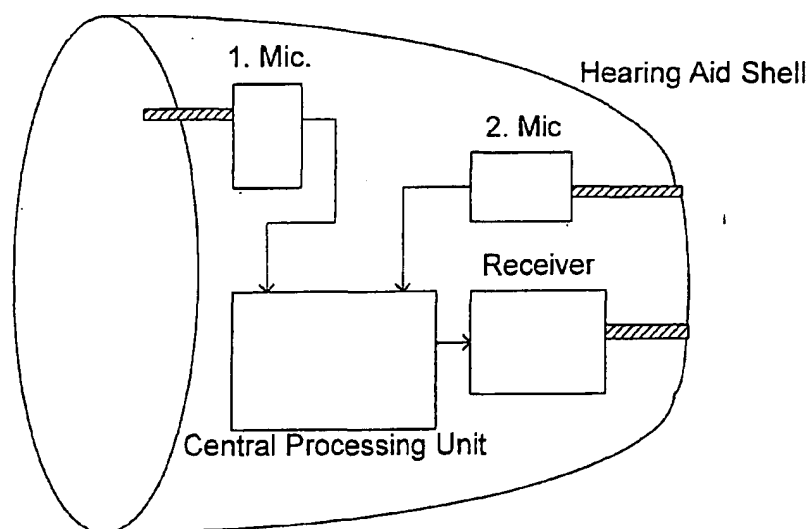 1. Mic.
Hearing Aid Shell
2. Mic
Receiver
Central Processing Unit